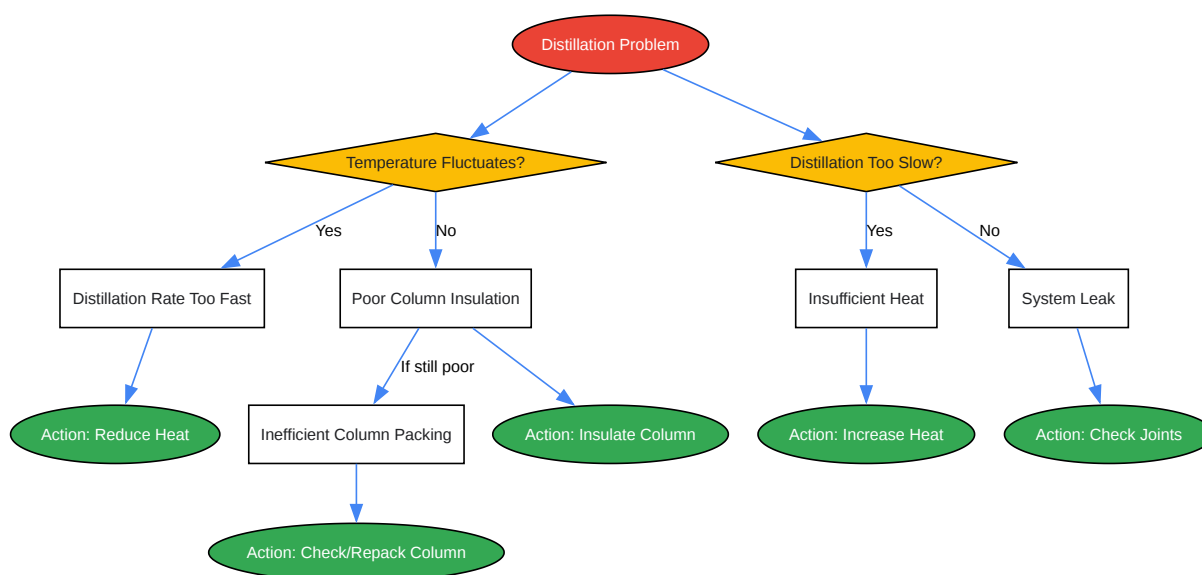 Distillation Problem
Temperature Fluctuates?
Distillation Too Slow?
Yes
No
Yes
No
Distillation Rate Too Fast
Poor Column Insulation
Insufficient Heat
System Leak
If still poor
Action: Reduce Heat
Inefficient Column Packing
Action: Insulate Column
Action: Increase Heat
Action: Check Joints
Action: Check/Repack Column